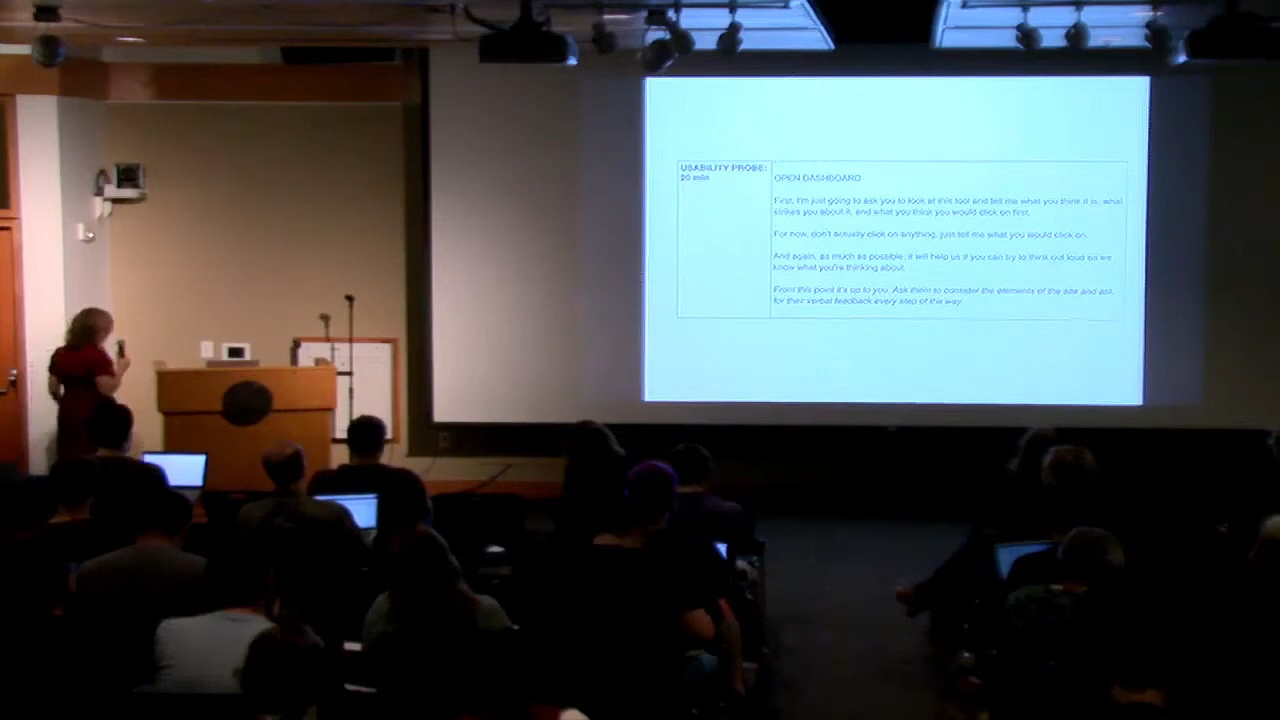 USABILITY PROBE:
20 min
OPEN DASHBOARD
First, I'm just going to ask you to look at this tool and tell me what you think it is, what
strikes you about it, and what you think you would click on first.
For now, don't actually click on anything, just tell me what you would click on.
And again, as much as possible, it will help us if you can try to think out loud so we
know what you're thinking about.
From this point it's up to you. Ask them to consider the elements of the site and ask
for their verbal feedback every step of the way.